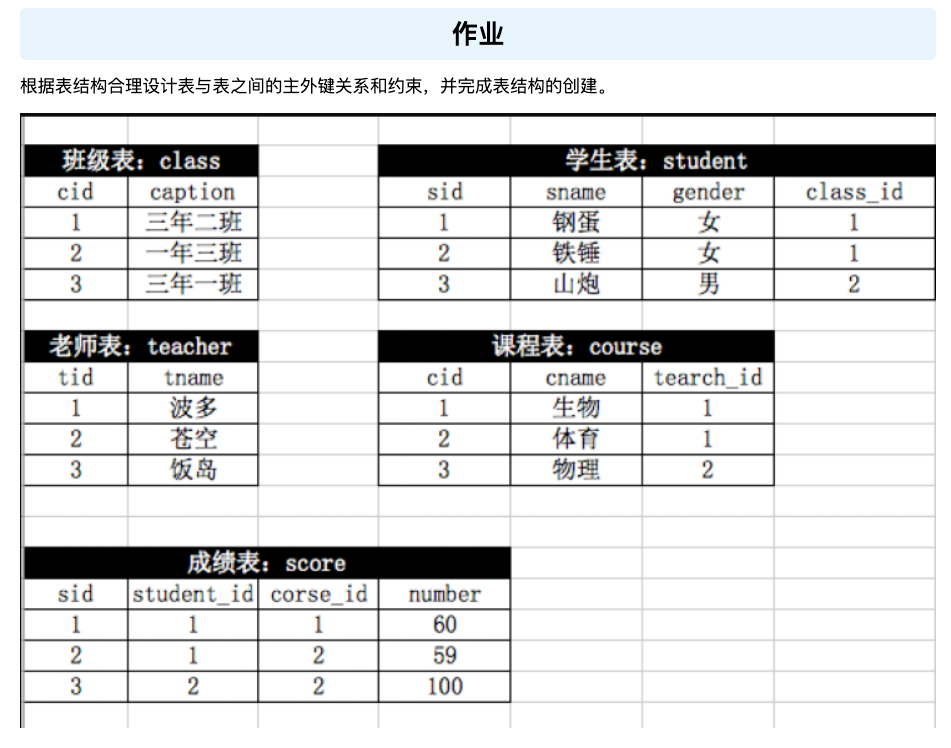 作业
根据表结构合理设计表与表之间的主外键关系和约束，并完成表结构的创建。
班级表：class
cid caption
1 三年二班
2 一年三班
3 三年一班
学生表：student
sid sname gender class_id
1 钢蛋 女 1
2 铁锤 女 1
3 山炮 男 2
老师表：teacher
tid tname
1 波多
2 苍空
3 饭岛
课程表：course
cid cname tearch_id
1 生物 1
2 体育 1
3 物理 2
成绩表：score
sid student_id corse_id number
1 1 1 60
2 1 2 59
3 2 2 100